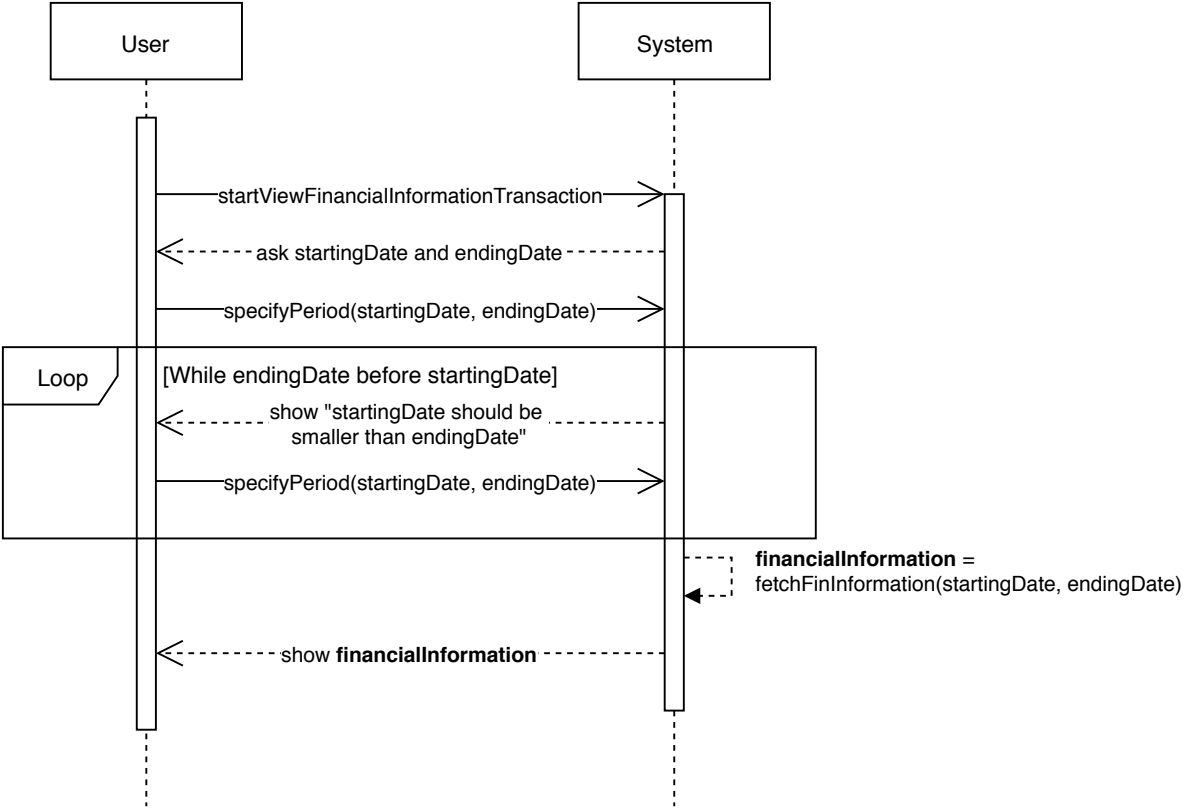 User
System
startViewFinancialInformationTransaction
ask startingDate and endingDate
specifyPeriod(startingDate, endingDate)
Loop
[While endingDate before startingDate]
show "startingDate should be
smaller than endingDate"
specifyPeriod(startingDate, endingDate)
financialInformation =
fetchFinInformation(startingDate, endingDate)
show financialInformation